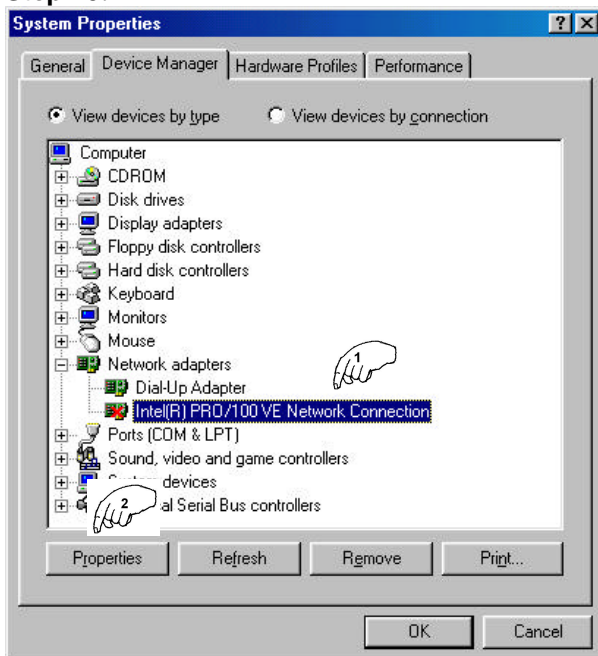 System Properties
General Device Manager Hardware Profiles Performance
View devices by type View devices by connection
Computer
CDROM
Disk drives
Display adapters
Floppy disk controllers
Hard disk controllers
Keyboard
Monitors
Mouse
1
Network adapters
Dial-Up Adapter
Intel(R) PRO/100 VE Network Connection
Ports (COM & LPT)
Sound, video and game controllers
devices
2
al Serial Bus controllers
Properties Refresh Remove Print...
OK Cancel